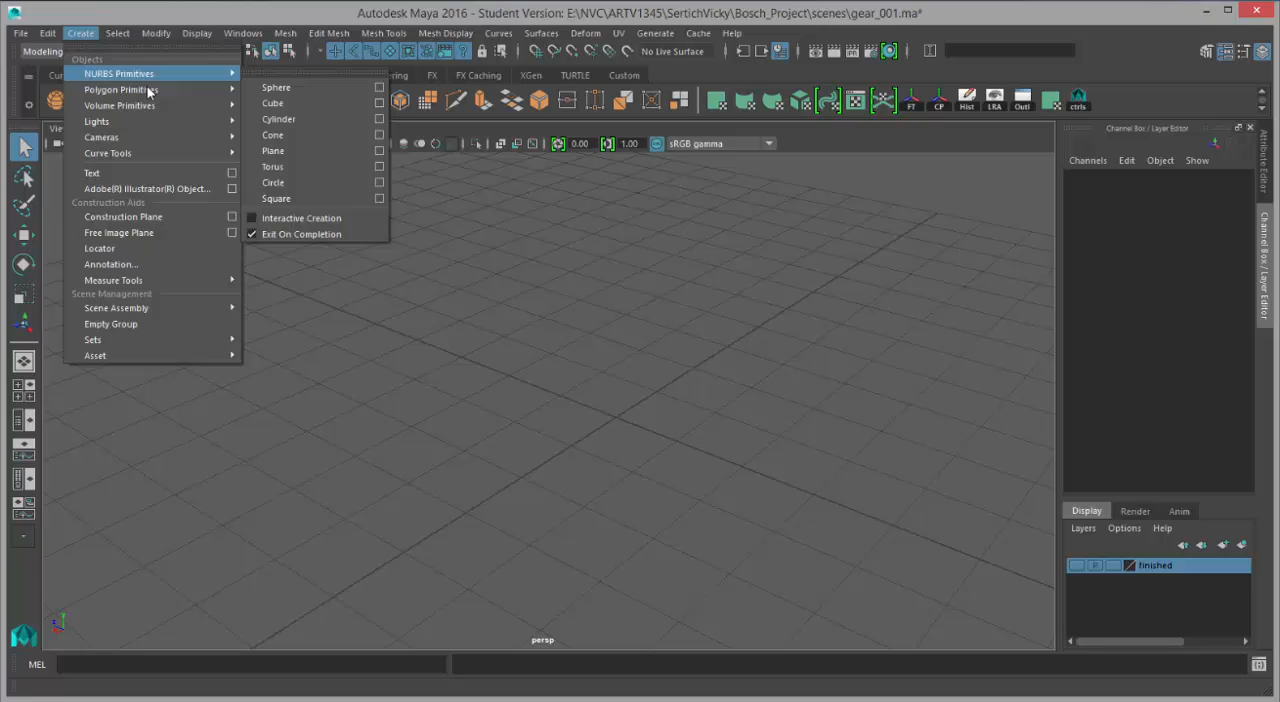 Autodesk Maya 2016 - Student Version: E:\NVC\ARTV1345\SertichVicky\Bosch_Project\scenes\gear_001.ma*
File Edit Create Select Modify Display Windows Mesh Edit Mesh Mesh Tools Mesh Display Curves Surfaces Deform UV Generate Cache Help
Modeling
No Live Surface
FX FX Caching XGen TURTLE Custom
FT CP Hist LRA Outl ctrls
0.00 1.00 sRGB gamma
Objects
NURBS Primitives
Polygon Primitives
Volume Primitives
Lights
Cameras
Curve Tools
Text
Adobe(R) Illustrator(R) Object...
Construction Aids
Construction Plane
Free Image Plane
Locator
Annotation...
Measure Tools
Scene Management
Scene Assembly
Empty Group
Sets
Asset
Sphere
Cube
Cylinder
Cone
Plane
Torus
Circle
Square
Interactive Creation
Exit On Completion
persp
Channel Box / Layer Editor
Channels Edit Object Show
Attribute Editor
Channel Box / Layer Editor
Display Render Anim
Layers Options Help
P finished
MEL